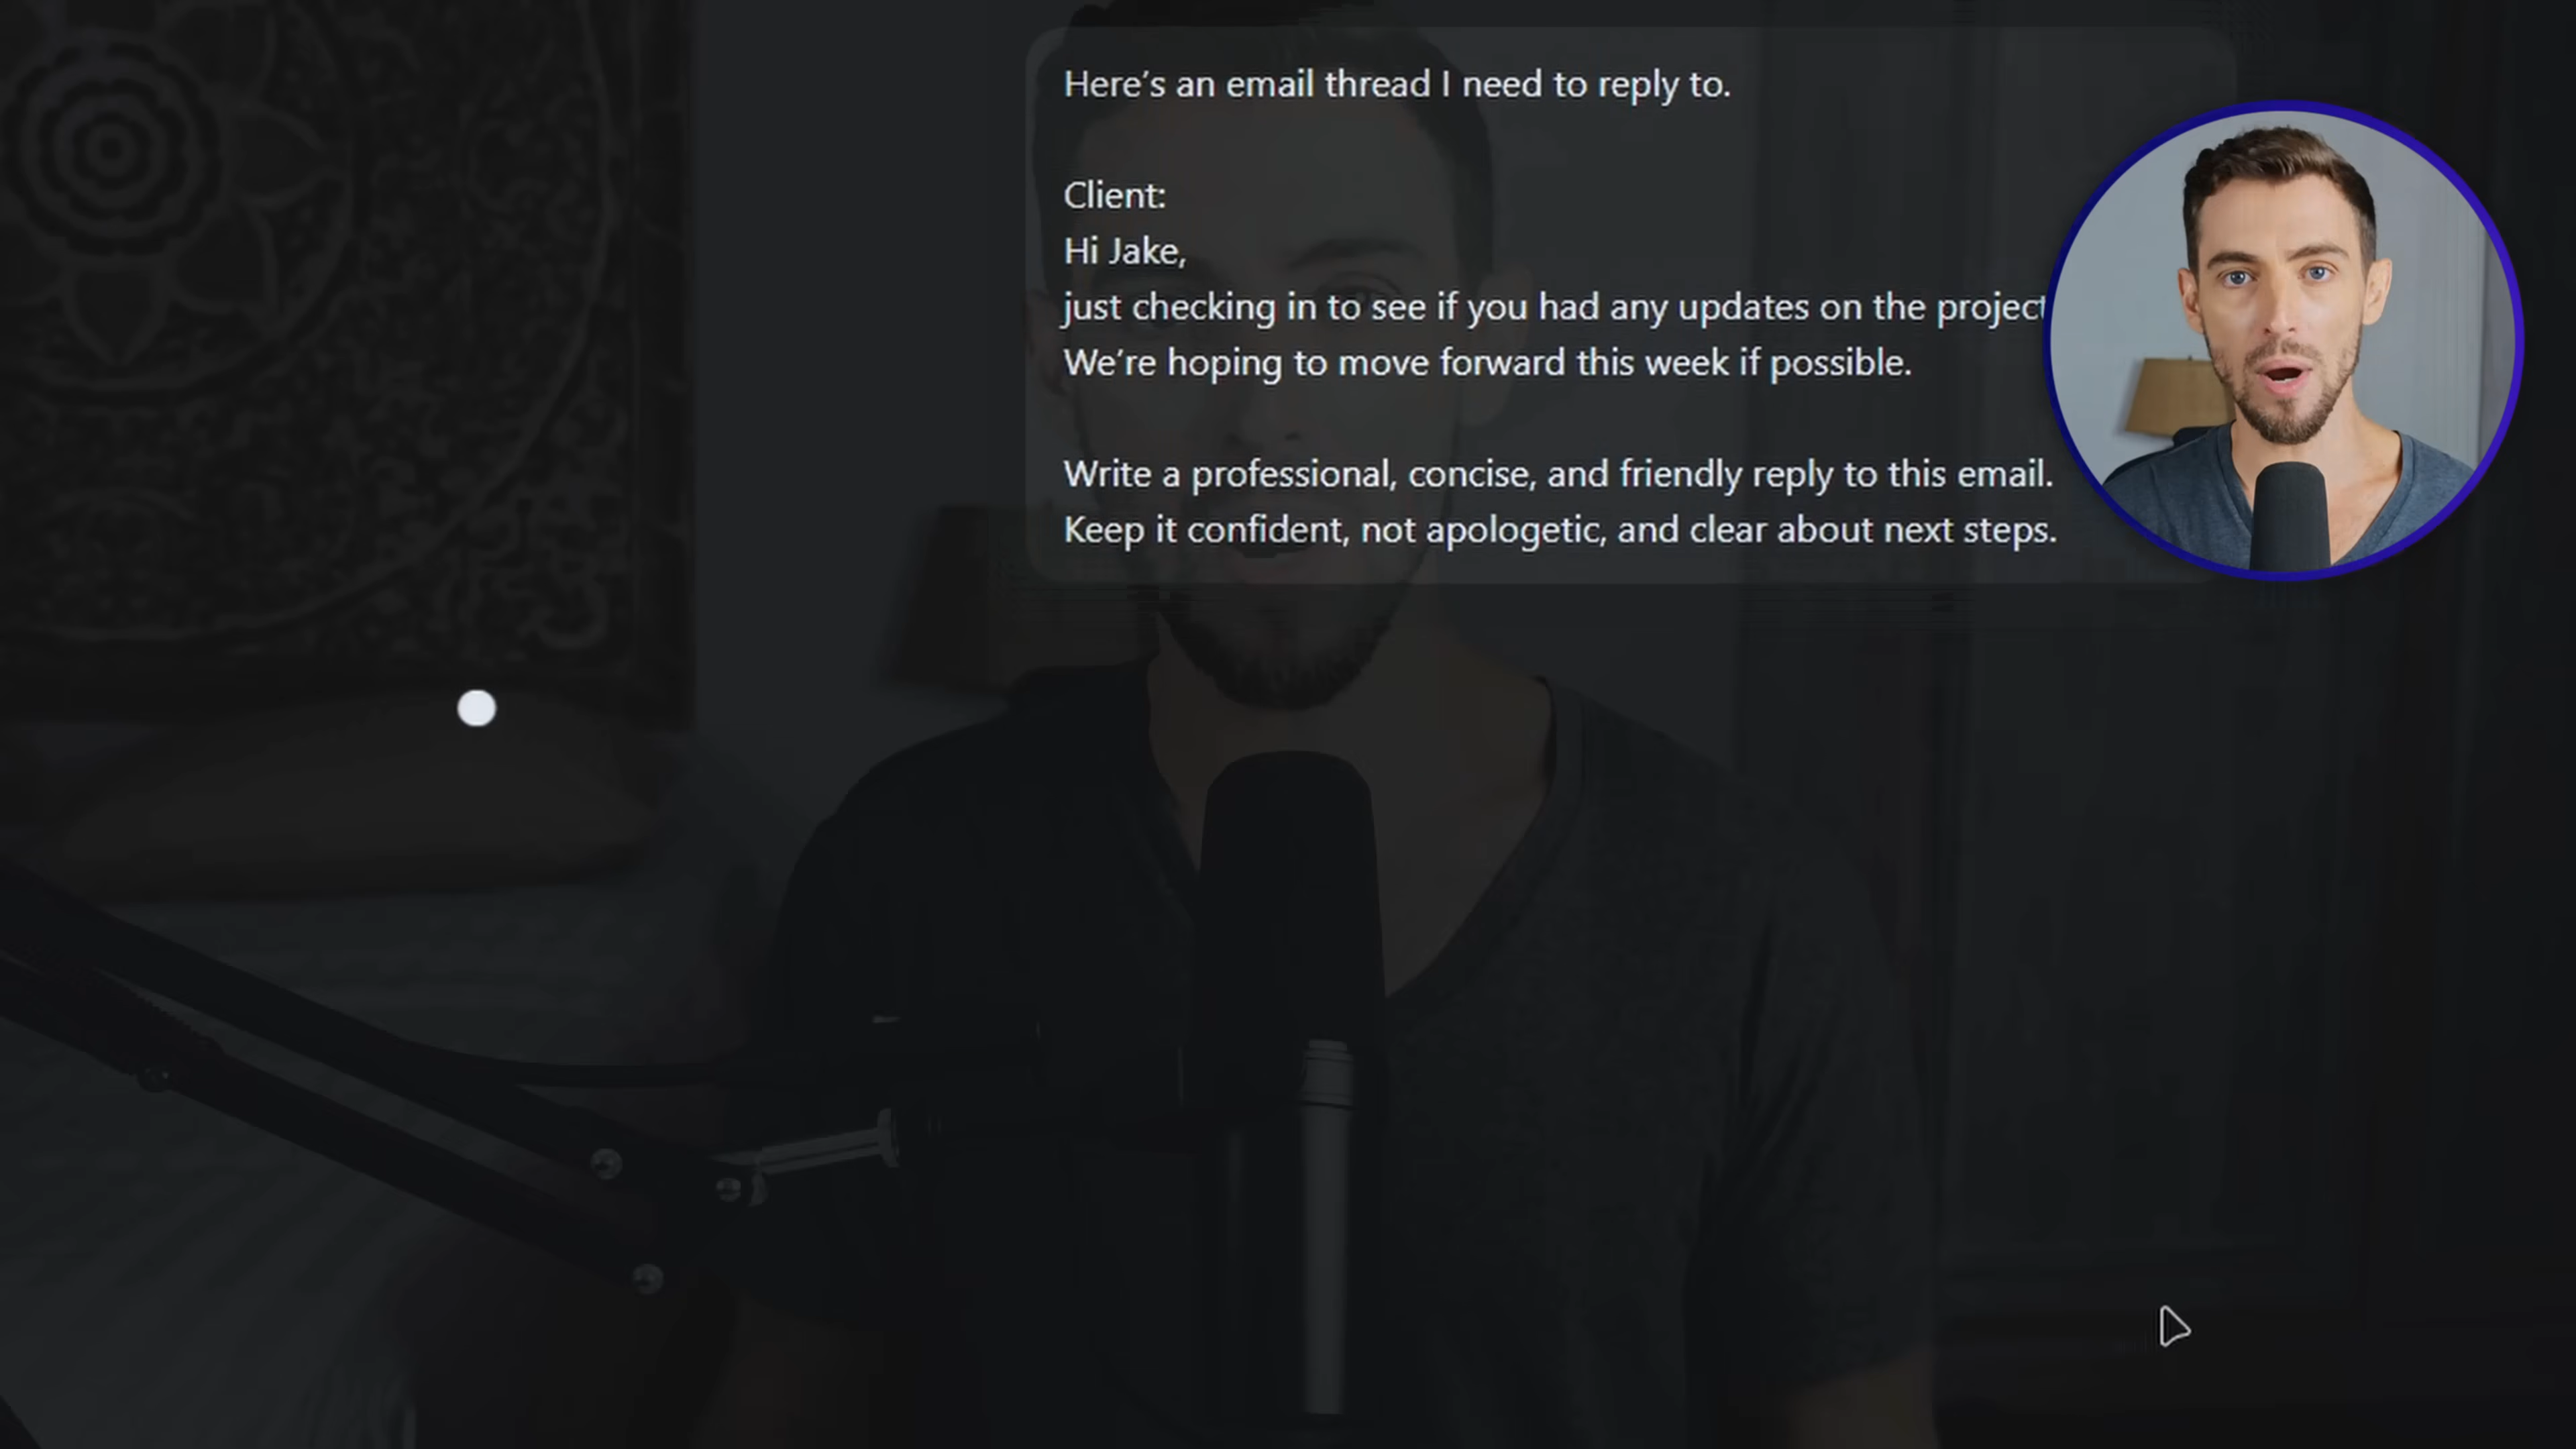 Here's an email thread I need to reply to.
Client:
Hi Jake,
just checking in to see if you had any updates on the project
We're hoping to move forward this week if possible.
Write a professional, concise, and friendly reply to this email.
Keep it confident, not apologetic, and clear about next steps.